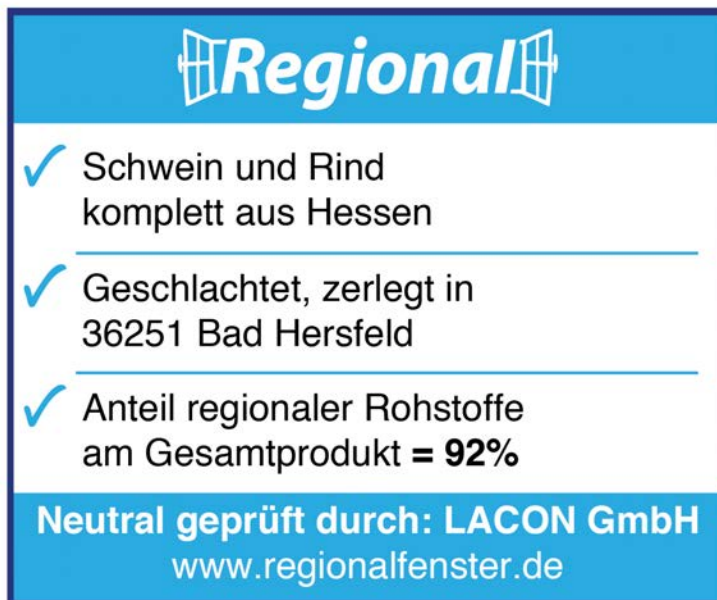 Regional
Schwein und Rind
komplett aus Hessen
Geschlachtet, zerlegt in
36251 Bad Hersfeld
Anteil regionaler Rohstoffe
am Gesamtprodukt = 92%
Neutral geprüft durch: LACON GmbH
www.regionalfenster.de